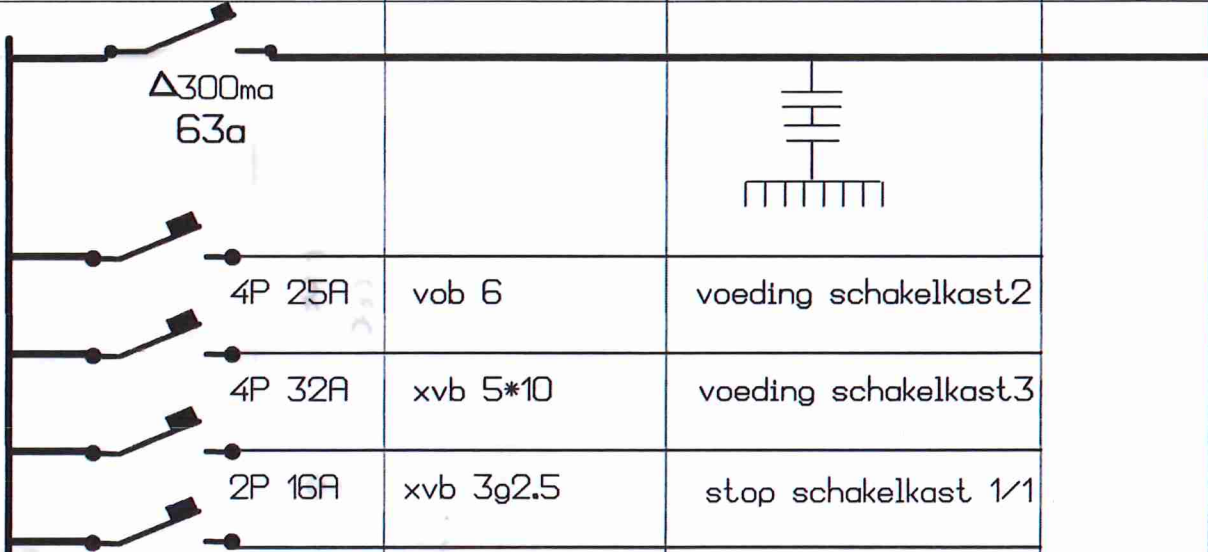 Δ300ma
63a
4P 25A vob 6 voeding schakelkast2
4P 32A xvb 5*10 voeding schakelkast3
2P 16A xvb 3g2.5 stop schakelkast 1/1